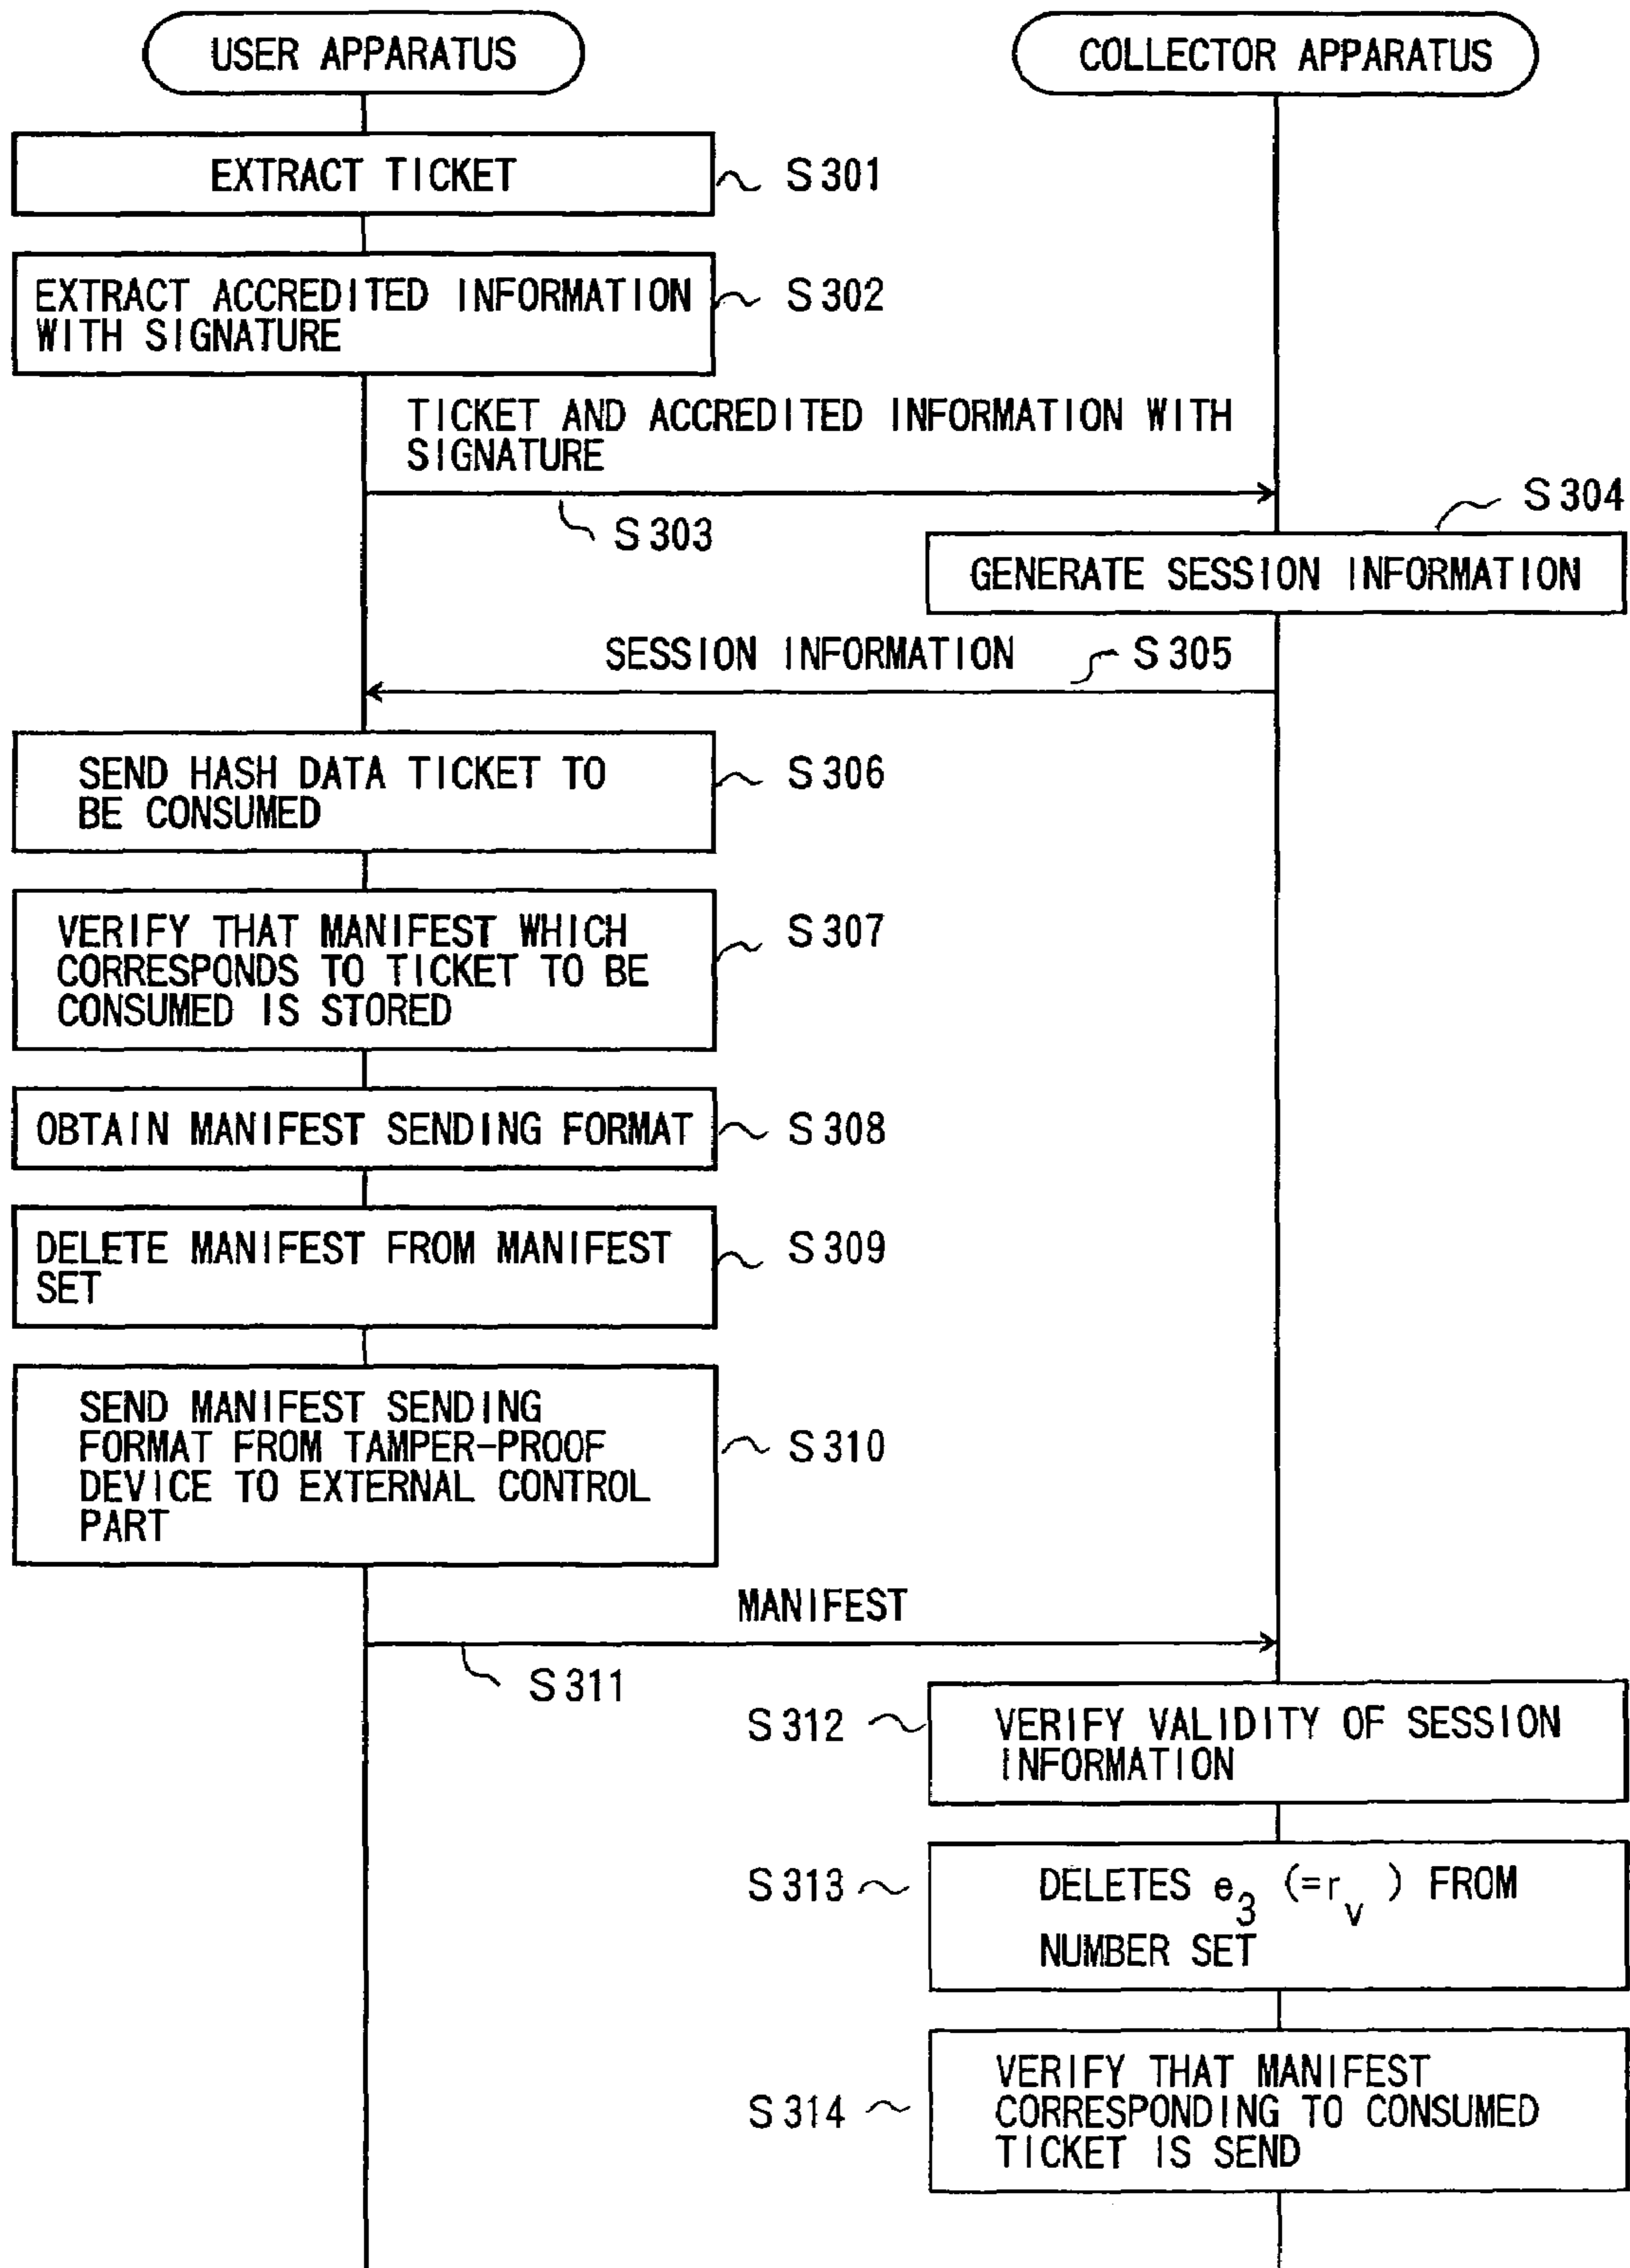 USER APPARATUS
COLLECTOR APPARATUS
EXTRACT TICKET
S301
EXTRACT ACCREDITED INFORMATION
WITH SIGNATURE
S302
TICKET AND ACCREDITED INFORMATION WITH
SIGNATURE
S303
S304
GENERATE SESSION INFORMATION
SESSION INFORMATION
S305
SEND HASH DATA TICKET TO
BE CONSUMED
S306
VERIFY THAT MANIFEST WHICH
CORRESPONDS TO TICKET TO BE
CONSUMED IS STORED
S307
OBTAIN MANIFEST SENDING FORMAT
S308
DELETE MANIFEST FROM MANIFEST
SET
S309
SEND MANIFEST SENDING
FORMAT FROM TAMPER-PROOF
DEVICE TO EXTERNAL CONTROL
PART
S310
MANIFEST
S311
S312
VERIFY VALIDITY OF SESSION
INFORMATION
S313
DELETES e3 (=rv ) FROM
NUMBER SET
S314
VERIFY THAT MANIFEST
CORRESPONDING TO CONSUMED
TICKET IS SEND